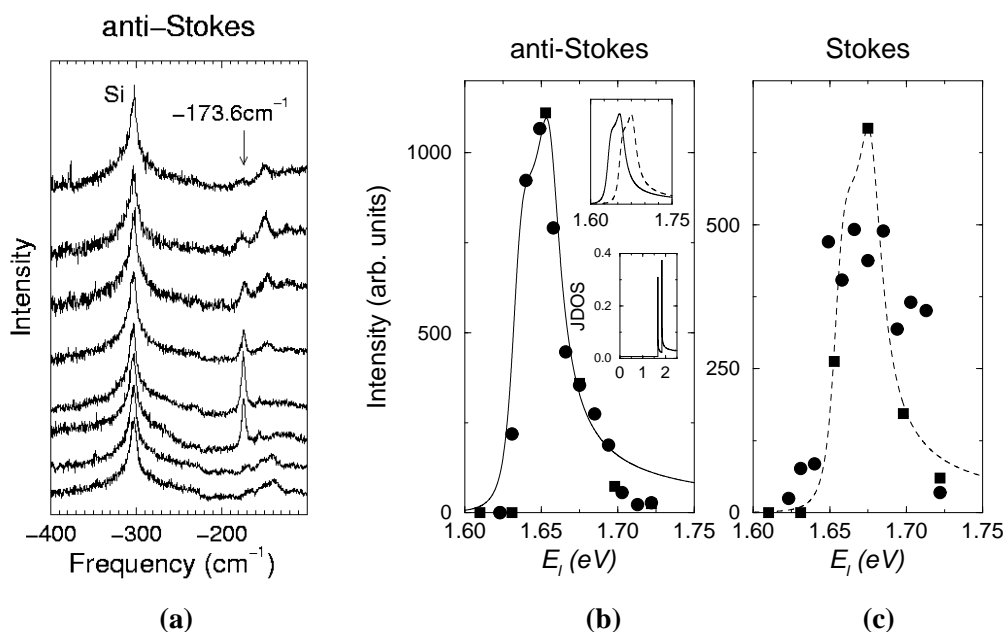 anti−Stokes
Si
−173.6cm⁻¹
Intensity
−400
−300
−200
Frequency (cm⁻¹)
(a)
anti-Stokes
Intensity (arb. units)
1000
500
0
1.60
1.75
JDOS
0.4
0.2
0.0
0
1
2
1.60
1.65
1.70
1.75
E_l (eV)
(b)
Stokes
500
250
0
1.60
1.65
1.70
1.75
E_l (eV)
(c)